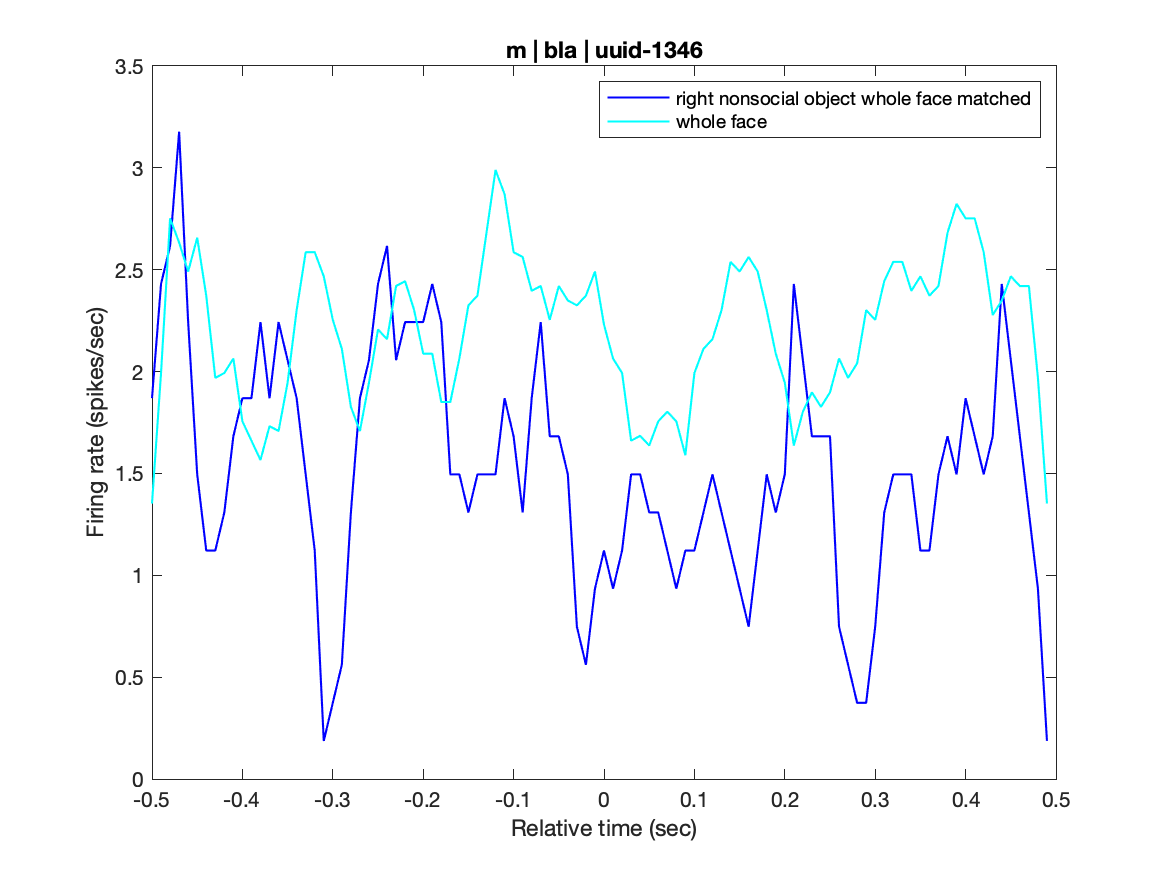 m | bla | uuid-1346
3.5
3
2.5
2
1.5
1
0.5
0
Firing rate (spikes/sec)
right nonsocial object whole face matched
whole face
-0.5 -0.4 -0.3 -0.2 -0.1 0 0.1 0.2 0.3 0.4 0.5
Relative time (sec)